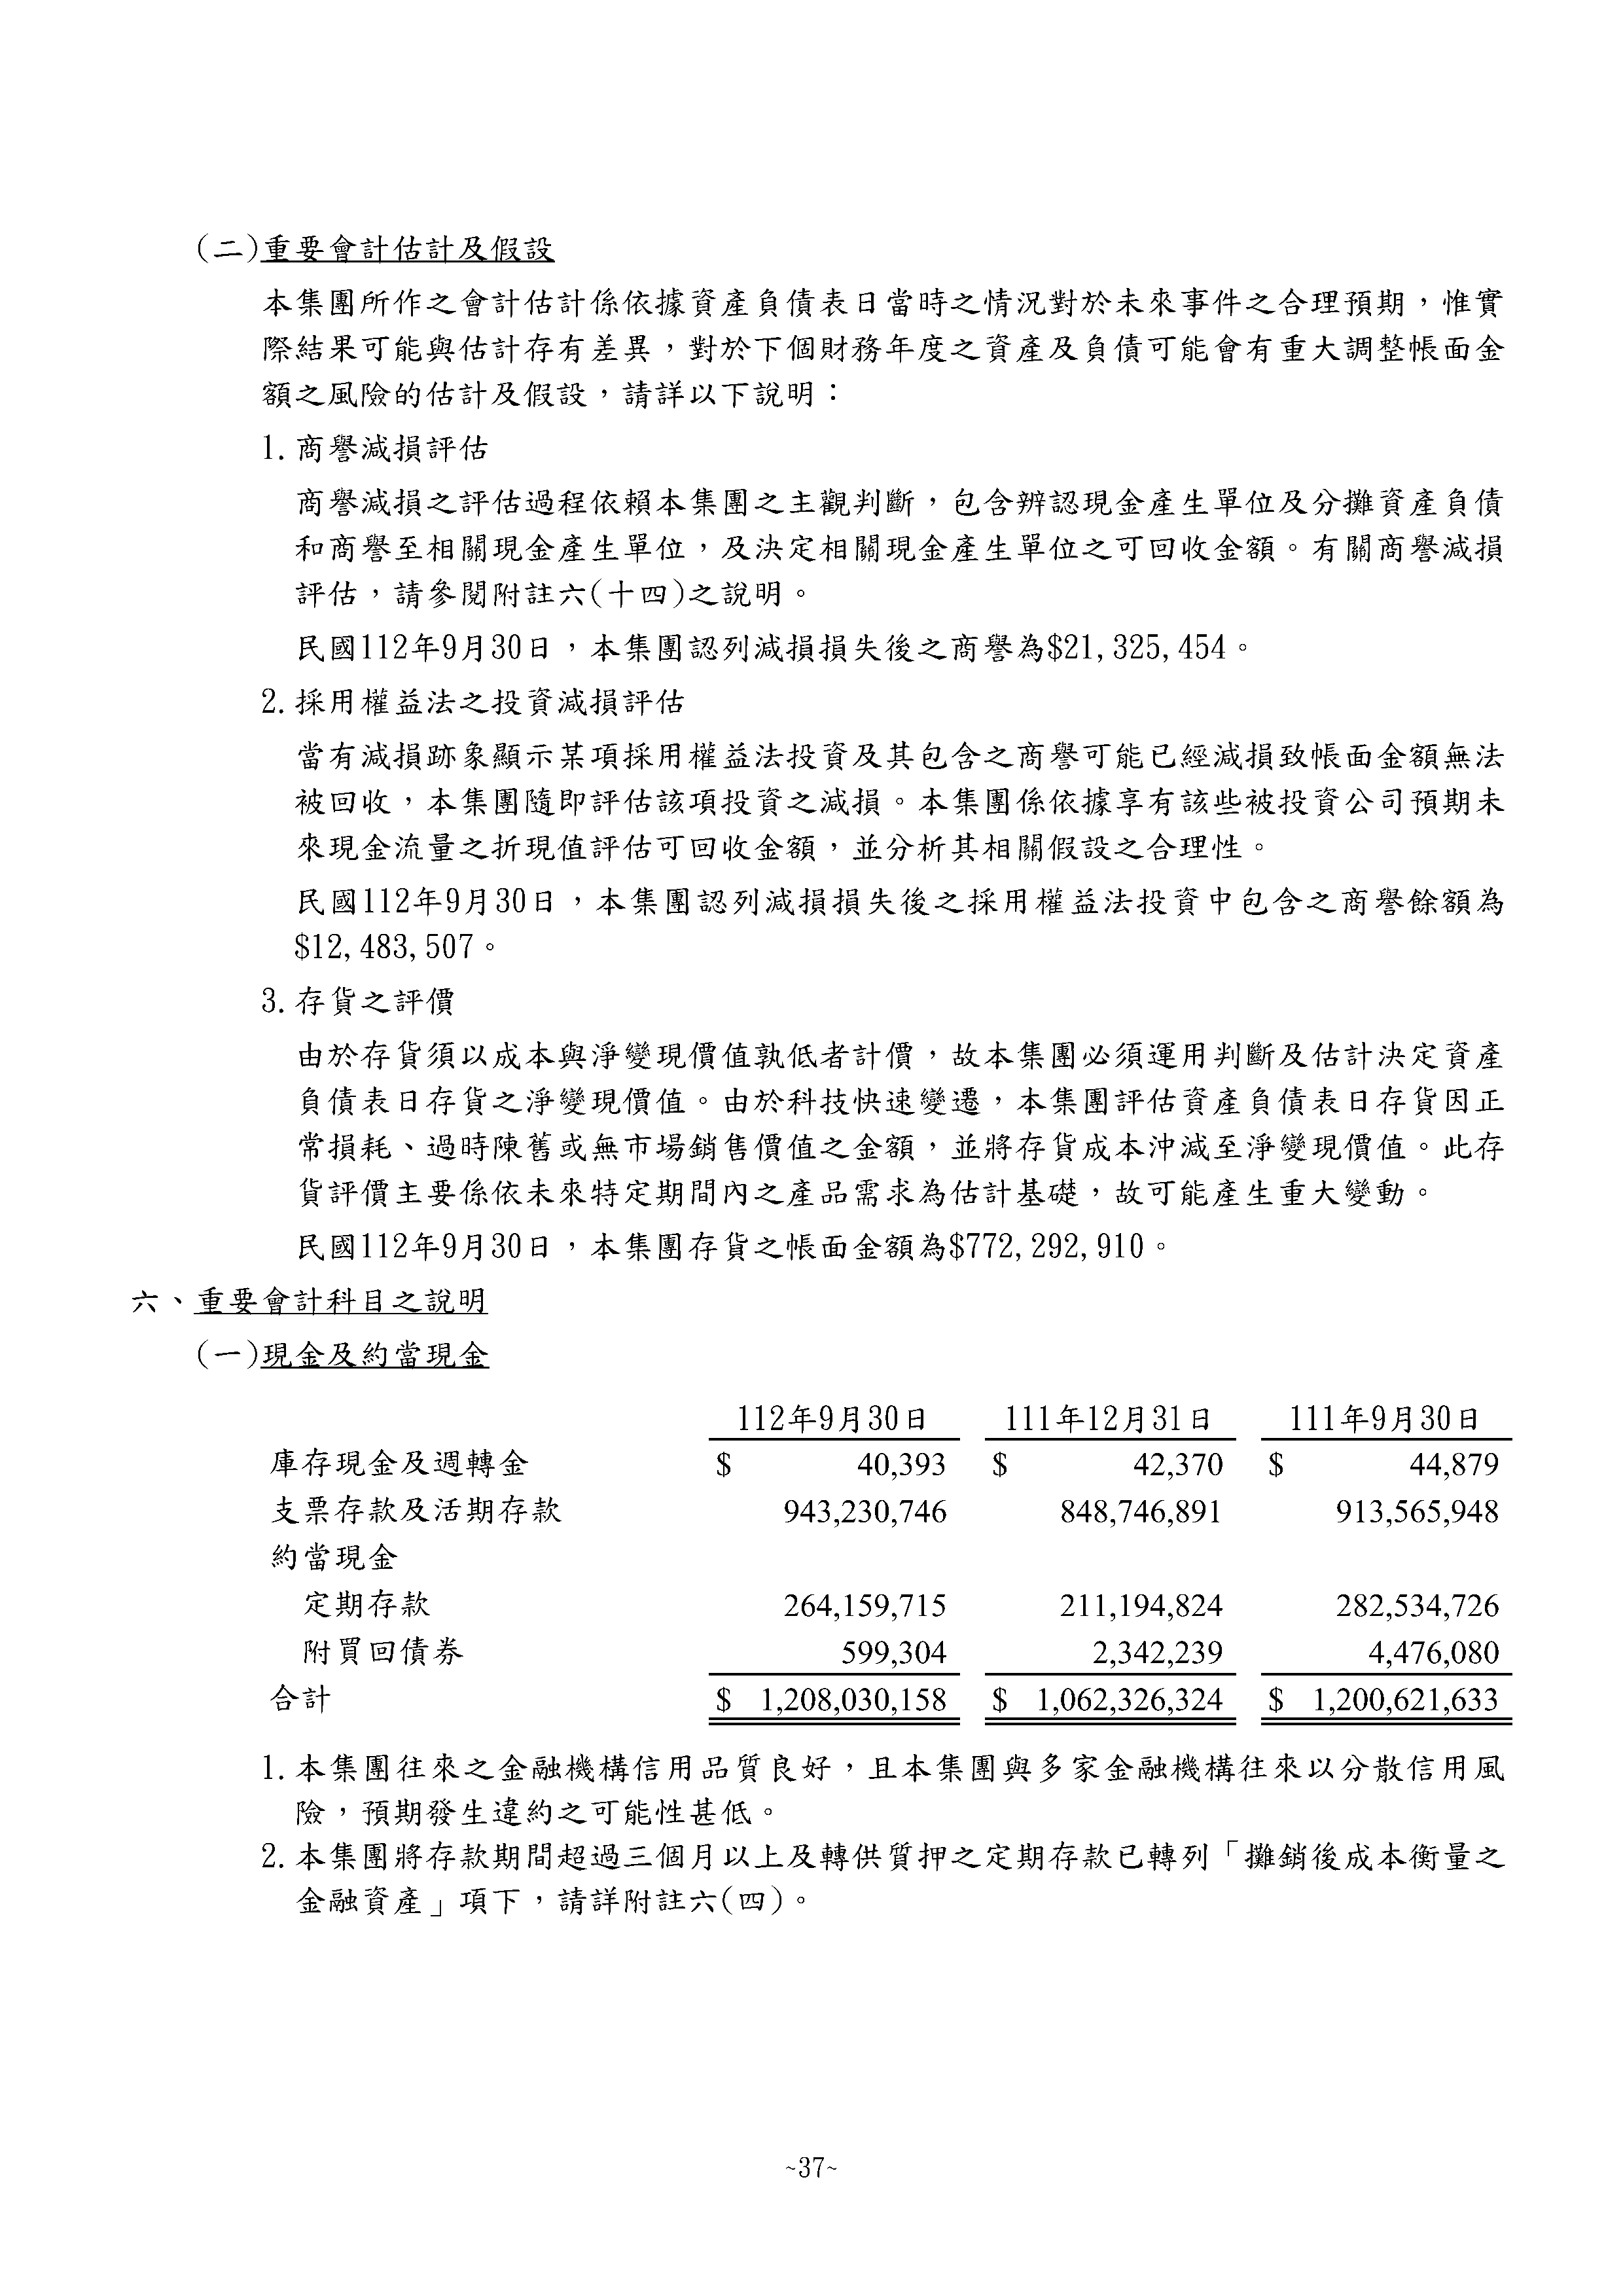 (二)重要會計估計及假設
本集團所作之會計估計係依據資產負債表日當時之情況對於未來事件之合理預期，惟實
際結果可能與估計存有差異，對於下個財務年度之資產及負債可能會有重大調整帳面金
額之風險的估計及假設，請詳以下說明：
1.商譽減損評估
商譽減損之評估過程依賴本集團之主觀判斷，包含辨認現金產生單位及分攤資產負債
和商譽至相關現金產生單位，及決定相關現金產生單位之可回收金額。有關商譽減損
評估，請參閱附註六(十四)之說明。
民國112年9月30日，本集團認列減損損失後之商譽為$21,325,454。
2.採用權益法之投資減損評估
當有減損跡象顯示某項採用權益法投資及其包含之商譽可能已經減損致帳面金額無法
被回收，本集團隨即評估該項投資之減損。本集團係依據享有該些被投資公司預期未
來現金流量之折現值評估可回收金額，並分析其相關假設之合理性。
民國112年9月30日，本集團認列減損損失後之採用權益法投資中包含之商譽餘額為
$12,483,507。
3.存貨之評價
由於存貨須以成本與淨變現價值孰低者計價，故本集團必須運用判斷及估計決定資產
負債表日存貨之淨變現價值。由於科技快速變遷，本集團評估資產負債表日存貨因正
常損耗、過時陳舊或無市場銷售價值之金額，並將存貨成本沖減至淨變現價值。此存
貨評價主要係依未來特定期間內之產品需求為估計基礎，故可能產生重大變動。
民國112年9月30日，本集團存貨之帳面金額為$772,292,910。
六、重要會計科目之說明
(一)現金及約當現金
112年9月30日 111年12月31日 111年9月30日
庫存現金及週轉金 $ 40,393 $ 42,370 $ 44,879
支票存款及活期存款 943,230,746 848,746,891 913,565,948
約當現金
定期存款 264,159,715 211,194,824 282,534,726
附買回債券 599,304 2,342,239 4,476,080
合計 $ 1,208,030,158 $ 1,062,326,324 $ 1,200,621,633
1.本集團往來之金融機構信用品質良好，且本集團與多家金融機構往來以分散信用風
險，預期發生違約之可能性甚低。
2.本集團將存款期間超過三個月以上及轉供質押之定期存款已轉列「攤銷後成本衡量之
金融資產」項下，請詳附註六(四)。
~37~